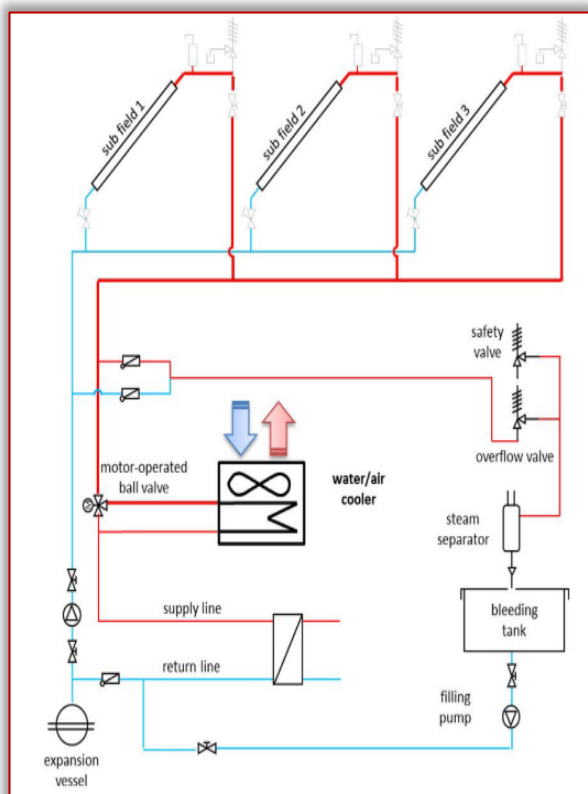 sub field 1
sub field 2
sub field 3
safety
valve
overflow valve
motor-operated
ball valve
water/air
cooler
steam
separator
M
supply line
bleeding
tank
return line
filling
pump
expansion
vessel